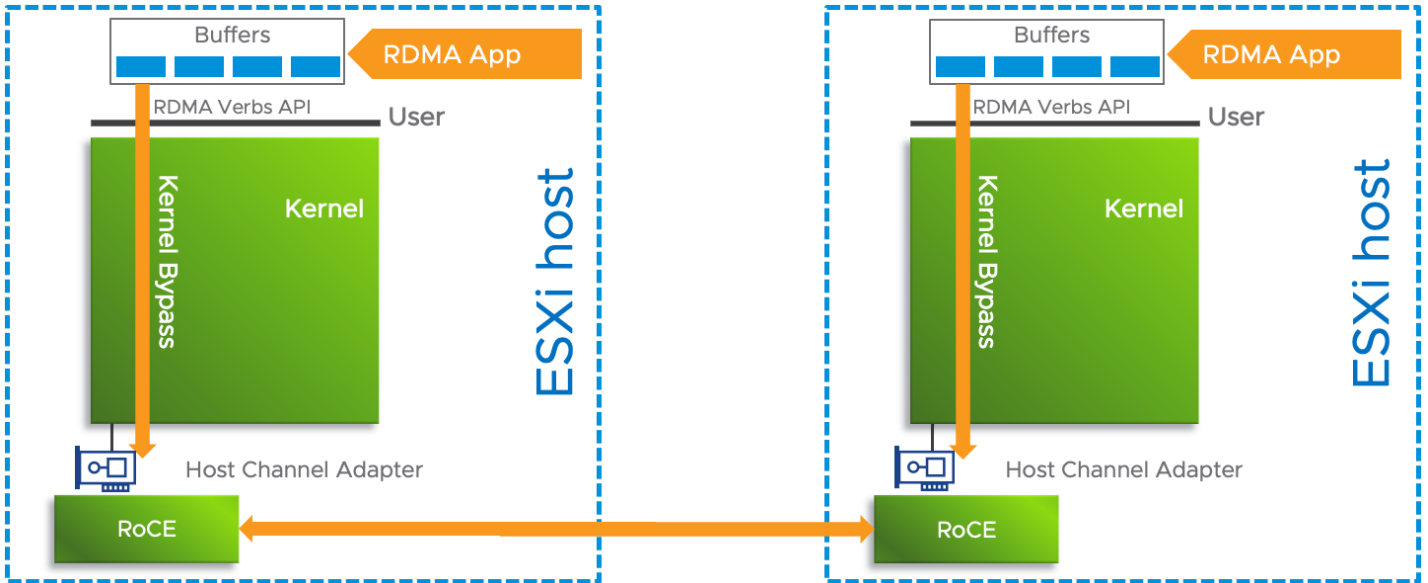 Buffers
RDMA App
RDMA Verbs API
User
Kernel Bypass
Kernel
ESXi host
Host Channel Adapter
RoCE
Buffers
RDMA App
RDMA Verbs API
User
Kernel Bypass
Kernel
ESXi host
Host Channel Adapter
RoCE